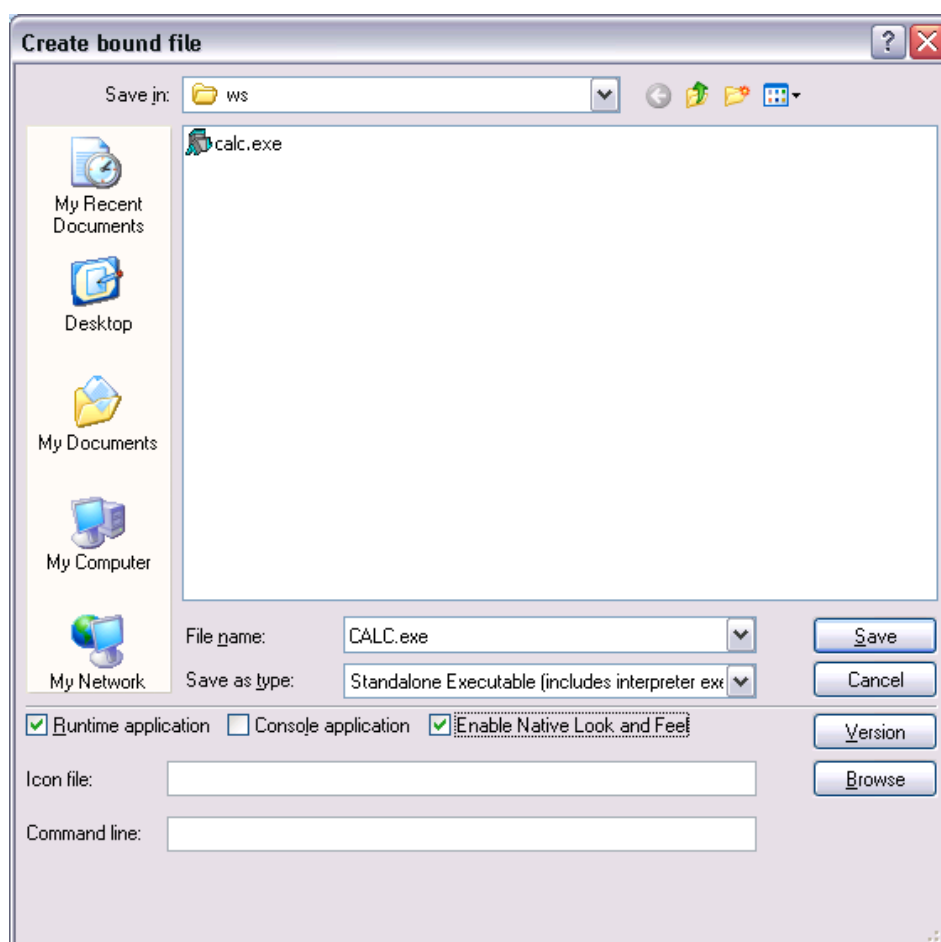 Create bound file
Save in: ws
calc.exe
My Recent
Documents
Desktop
My Documents
My Computer
My Network
File name: CALC.exe Save
Save as type: Standalone Executable (includes interpreter exe Cancel
Runtime application Console application Enable Native Look and Feel Version
Icon file: Browse
Command line: